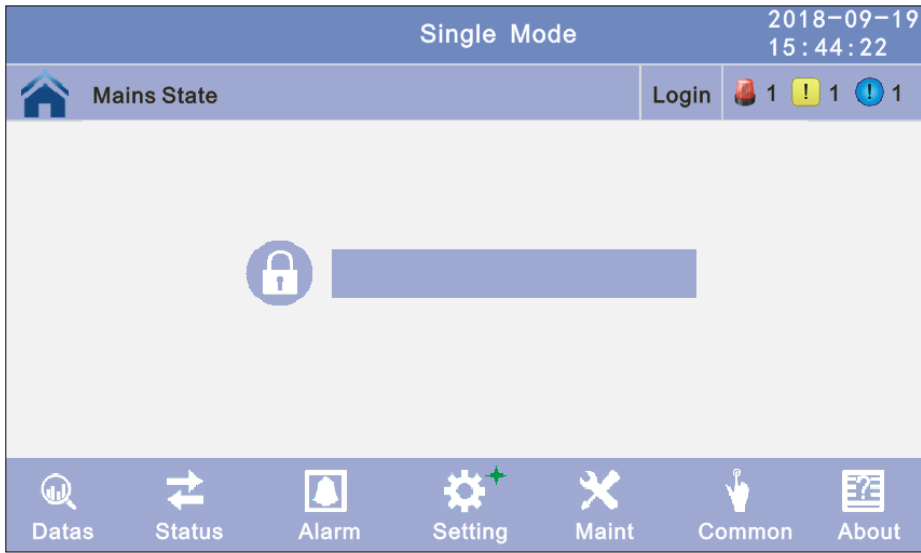 Single Mode
2018-09-19
15:44:22
Mains State
Login
1
! 1
! 1
Datas
Status
Alarm
Setting
Maint
Common
?
About